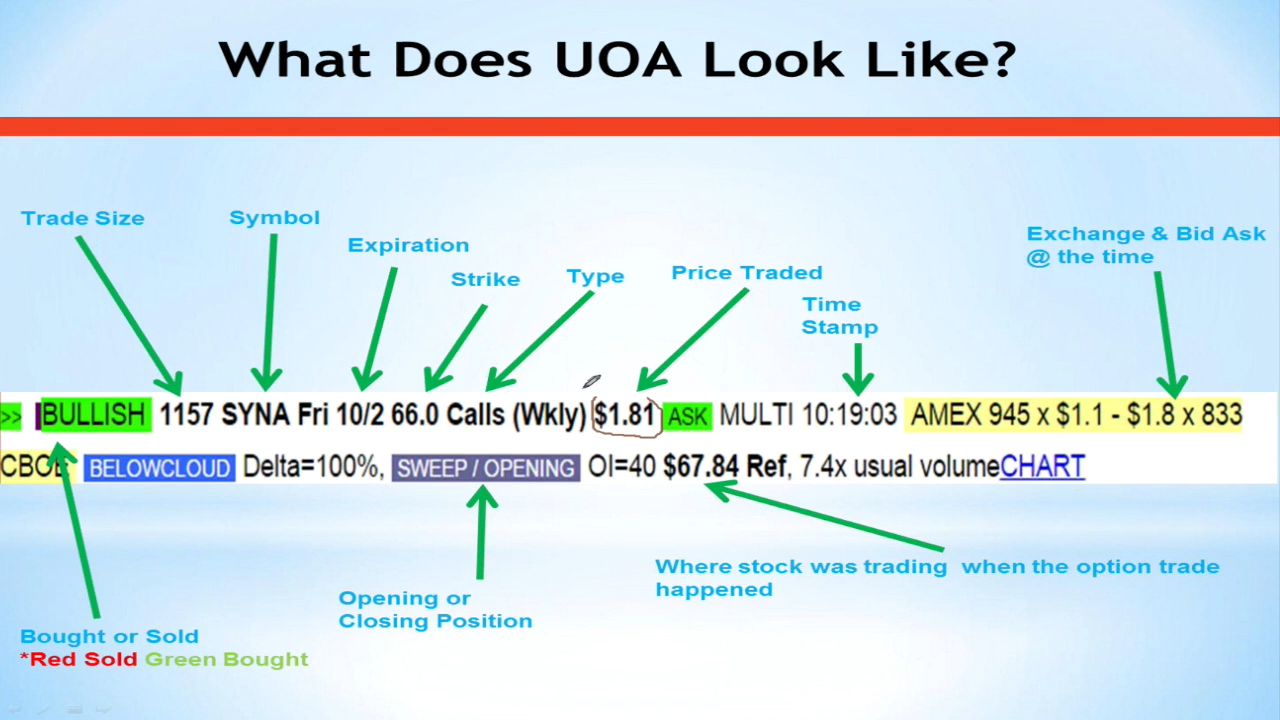 What Does UOA Look Like?
Trade Size
Symbol
Expiration
Strike
Type
Price Traded
Time
Stamp
Exchange & Bid Ask
@ the time
>> BULLISH 1157 SYNA Fri 10/2 66.0 Calls (Wkly) $1.81 ASK MULTI 10:19:03 AMEX 945 x $1.1 - $1.8 x 833
CBOE BELOWCLOUD Delta=100%, SWEEP / OPENING OI=40 $67.84 Ref, 7.4x usual volumeCHART
Where stock was trading when the option trade
happened
Opening or
Closing Position
Bought or Sold
*Red Sold Green Bought